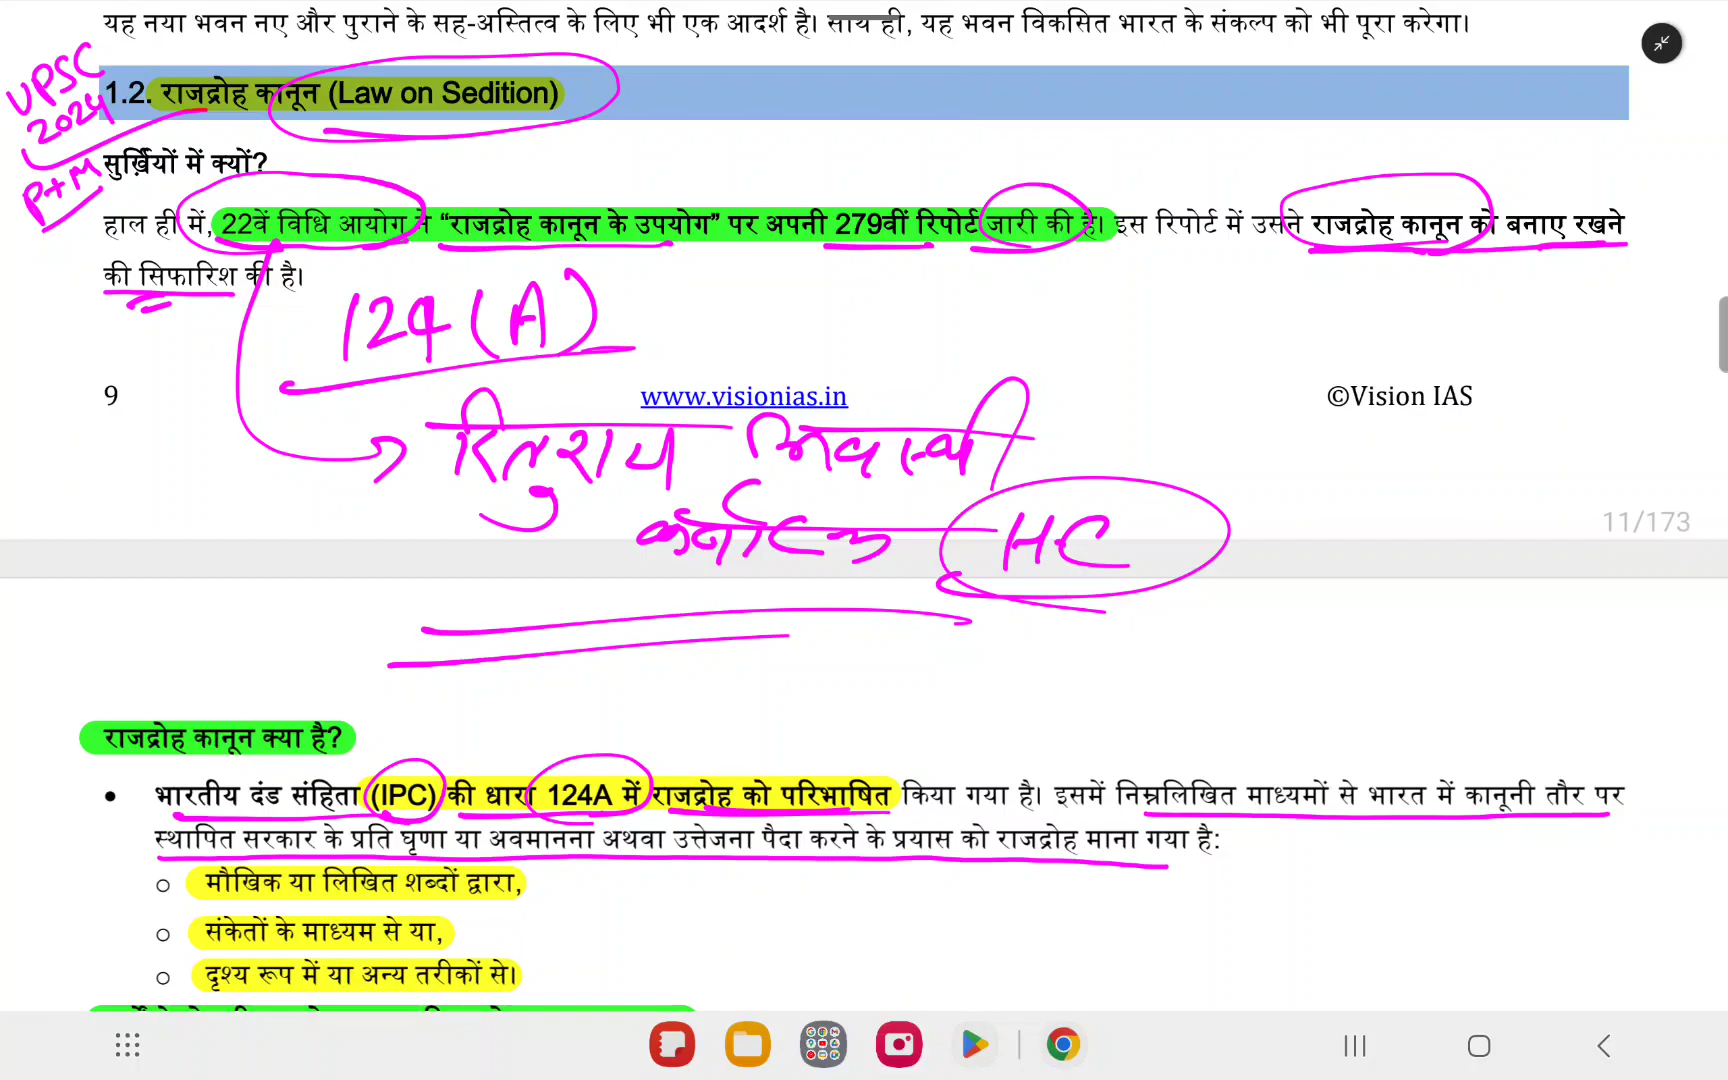 यह नया भवन नए और पुराने के सह-अस्तित्व के लिए भी एक आदर्श है। साथ ही, यह भवन विकसित भारत के संकल्प को भी पूरा करेगा।
UPSC
2024
P+M
1.2. राजद्रोह कानून (Law on Sedition)
सुर्ख़ियों में क्यों?
हाल ही में, 22वें विधि आयोग ने “राजद्रोह कानून के उपयोग” पर अपनी 279वीं रिपोर्ट जारी की है। इस रिपोर्ट में उसने राजद्रोह कानून को बनाए रखने
की सिफारिश की है।
124(A)
9 www.visionias.in ©Vision IAS
रितुराज अवस्थी
कर्नाटक HC
11/173
राजद्रोह कानून क्या है?
• भारतीय दंड संहिता (IPC) की धारा 124A में राजद्रोह को परिभाषित किया गया है। इसमें निम्नलिखित माध्यमों से भारत में कानूनी तौर पर
स्थापित सरकार के प्रति घृणा या अवमानना अथवा उत्तेजना पैदा करने के प्रयास को राजद्रोह माना गया है:
o मौखिक या लिखित शब्दों द्वारा,
o संकेतों के माध्यम से या,
o दृश्य रूप में या अन्य तरीकों से।